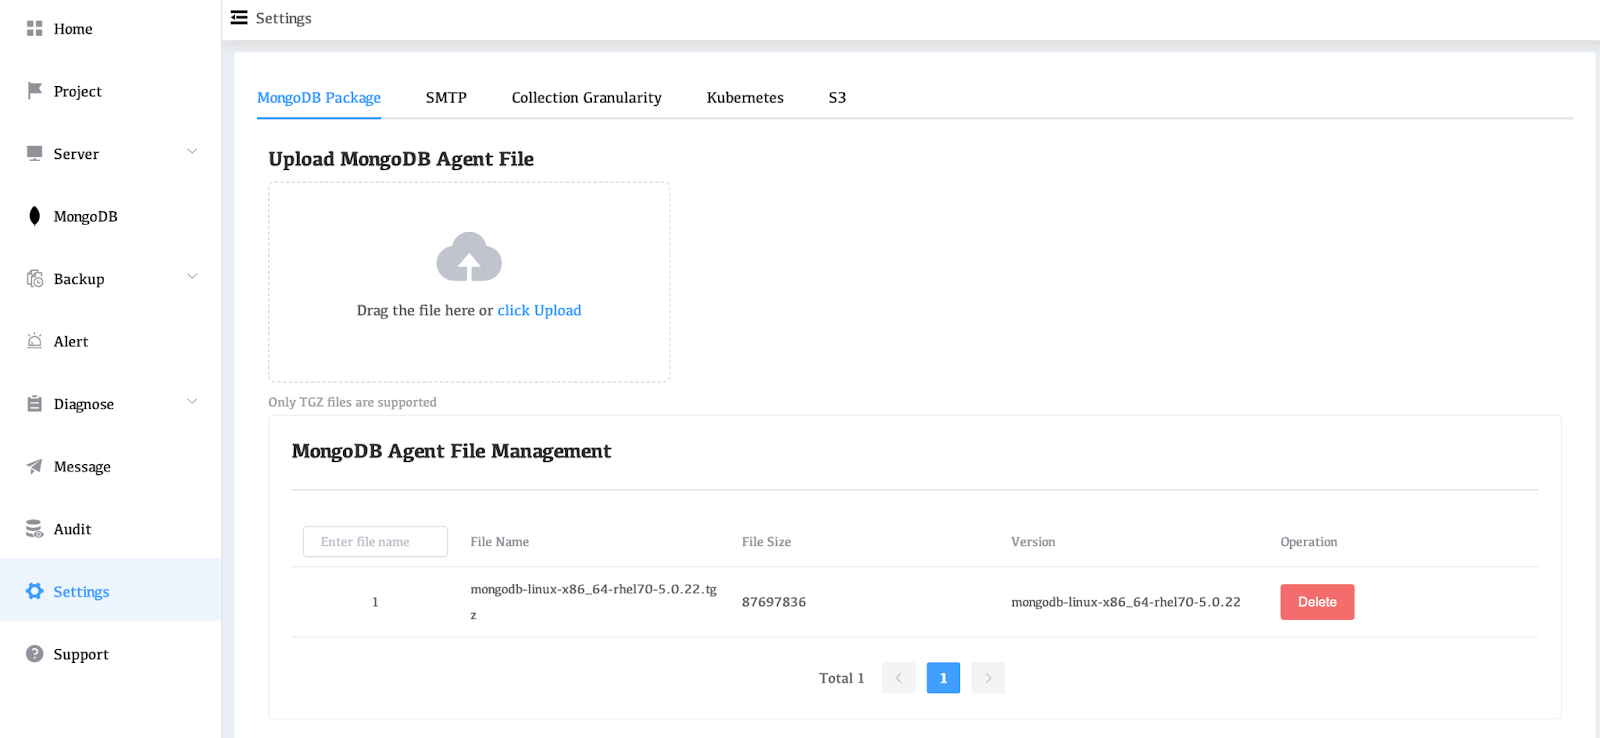 Home
Project
Server
MongoDB
Backup
Alert
Diagnose
Message
Audit
Settings
Support
Settings
MongoDB Package SMTP Collection Granularity Kubernetes S3
Upload MongoDB Agent File
Drag the file here or click Upload
Only TGZ files are supported
MongoDB Agent File Management
Enter file name File Name File Size Version Operation
1 mongodb-linux-x86_64-rhel70-5.0.22.tg
z 87697836 mongodb-linux-x86_64-rhel70-5.0.22 Delete
Total 1 < 1 >